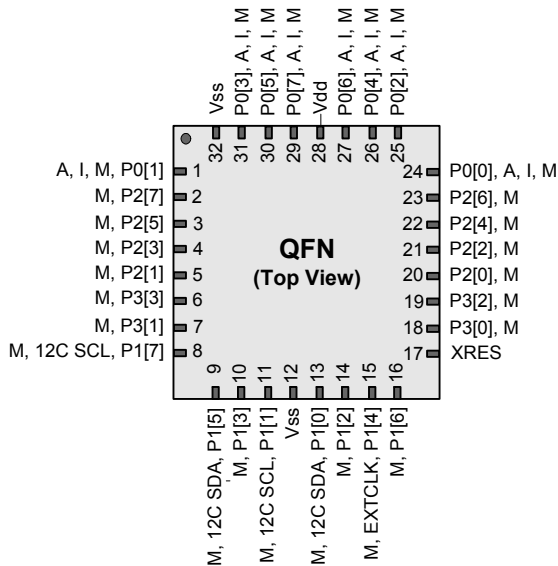 Vss
P0[3], A, I, M
P0[5], A, I, M
P0[7], A, I, M
Vdd
P0[6], A, I, M
P0[4], A, I, M
P0[2], A, I, M
32
31
30
29
28
27
26
25
A, I, M, P0[1]
1
M, P2[7]
2
M, P2[5]
3
M, P2[3]
4
M, P2[1]
5
M, P3[3]
6
M, P3[1]
7
M, 12C SCL, P1[7]
8
QFN
(Top View)
24
P0[0], A, I, M
23
P2[6], M
22
P2[4], M
21
P2[2], M
20
P2[0], M
19
P3[2], M
18
P3[0], M
17
XRES
9
10
11
12
13
14
15
16
M, 12C SDA, P1[5]
M, P1[3]
M, 12C SCL, P1[1]
Vss
M, 12C SDA, P1[0]
M, P1[2]
M, EXTCLK, P1[4]
M, P1[6]